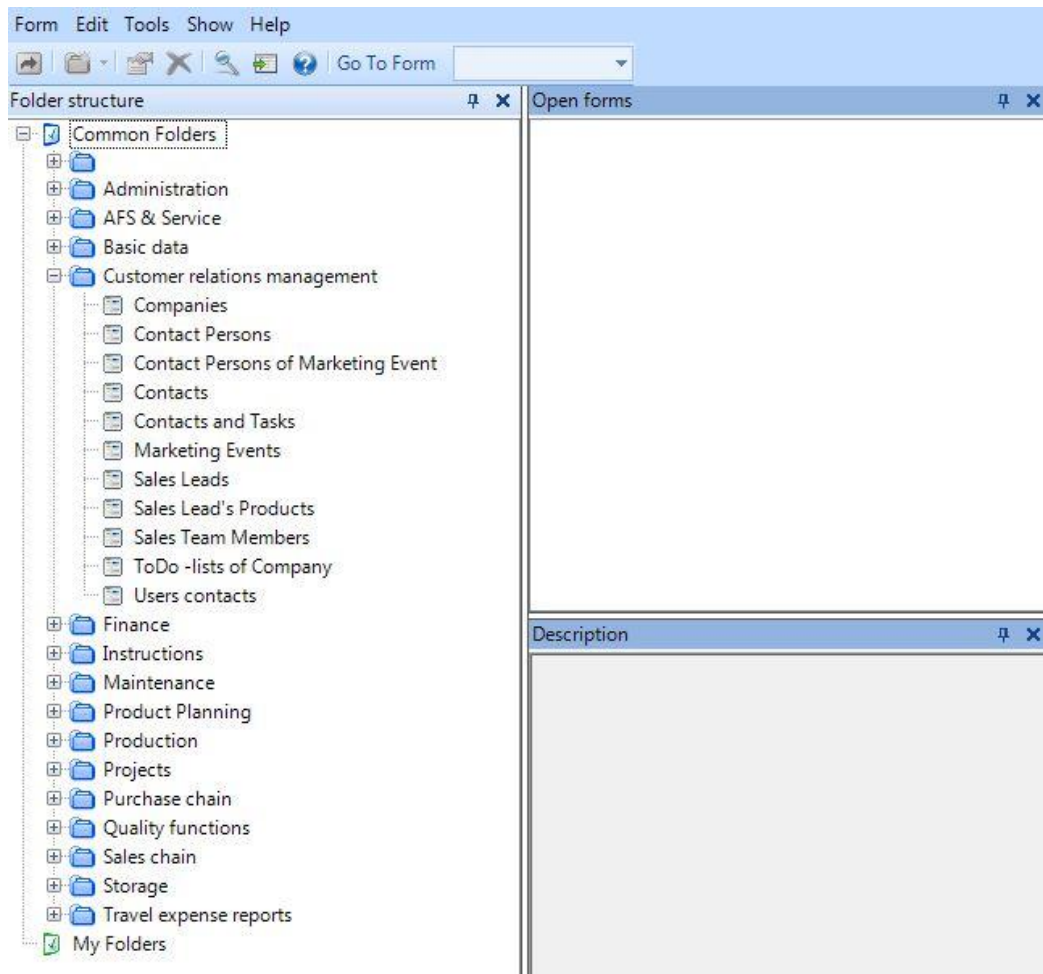 Form Edit Tools Show Help
Go To Form
Folder structure
Common Folders
Administration
AFS & Service
Basic data
Customer relations management
Companies
Contact Persons
Contact Persons of Marketing Event
Contacts
Contacts and Tasks
Marketing Events
Sales Leads
Sales Lead's Products
Sales Team Members
ToDo -lists of Company
Users contacts
Finance
Instructions
Maintenance
Product Planning
Production
Projects
Purchase chain
Quality functions
Sales chain
Storage
Travel expense reports
My Folders
Open forms
Description